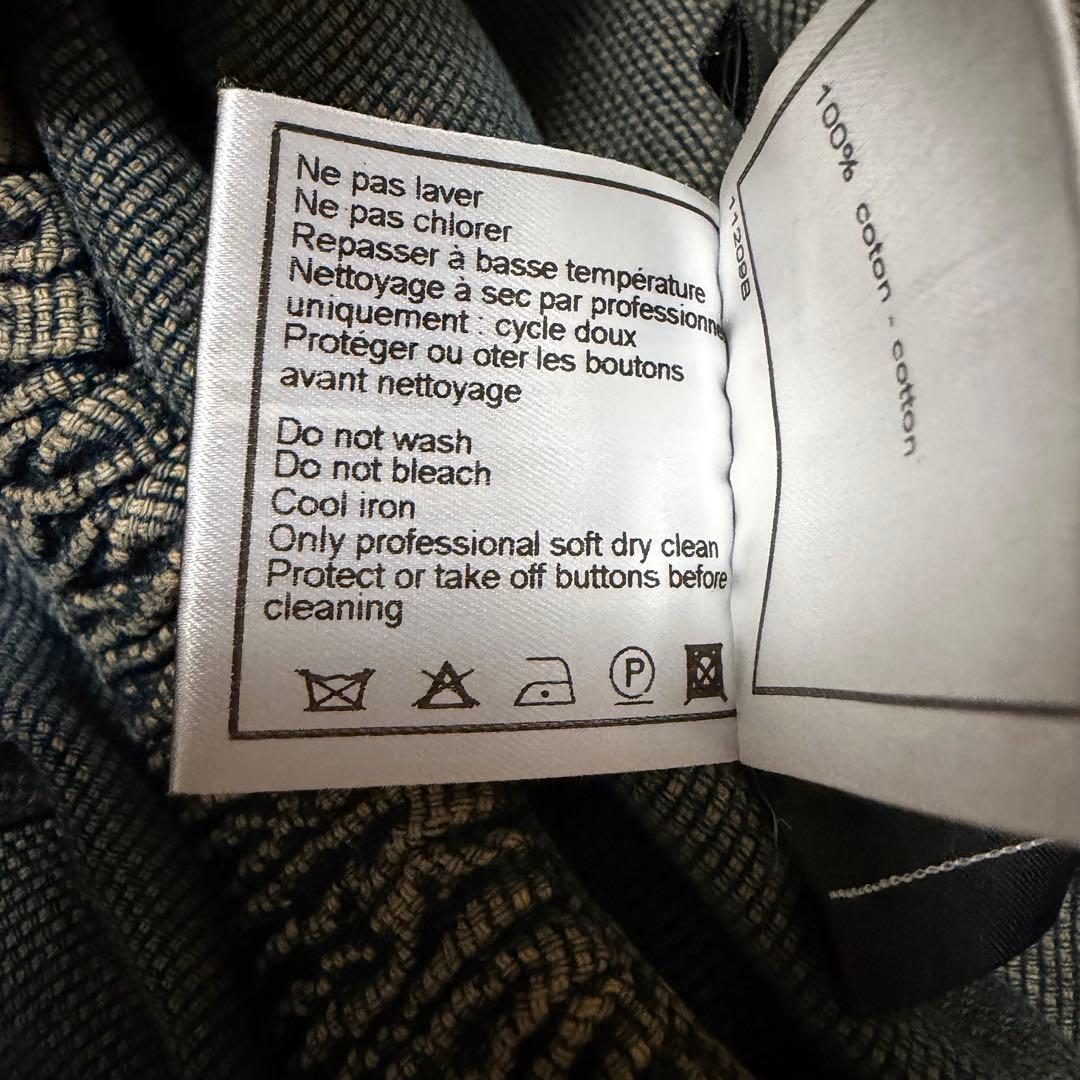 Ne pas laver
Ne pas chlorer
Repasser à basse température
Nettoyage à sec par professionne
uniquement : cycle doux
Protéger ou oter les boutons
avant nettoyage
Do not wash
Do not bleach
Cool iron
Only professional soft dry clean
Protect or take off buttons before
cleaning
P
100% coton - cotton